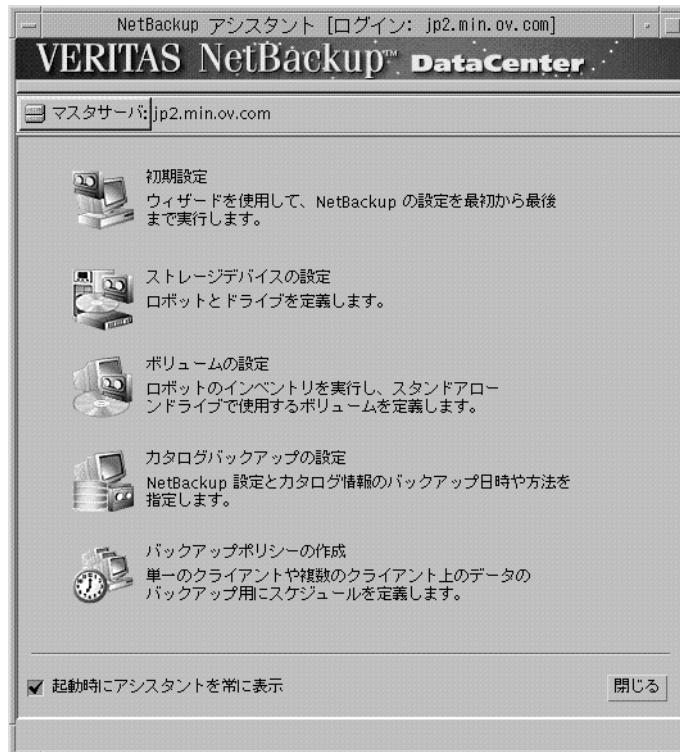 NetBackup アシスタント [ログイン: jp2.min.ov.com]
VERITAS NetBackup™ DataCenter
マスタサーバ: jp2.min.ov.com
初期設定
ウィザードを使用して、NetBackup の設定を最初から最後
まで実行します。
ストレージデバイスの設定
ロボットとドライブを定義します。
ボリュームの設定
ロボットのインベントリを実行し、スタンドアロー
ンドライブで使用するボリュームを定義します。
カタログバックアップの設定
NetBackup 設定とカタログ情報のバックアップ日時や方法を
指定します。
バックアップポリシーの作成
単一のクライアントや複数のクライアント上のデータの
バックアップ用にスケジュールを定義します。
起動時にアシスタントを常に表示
閉じる